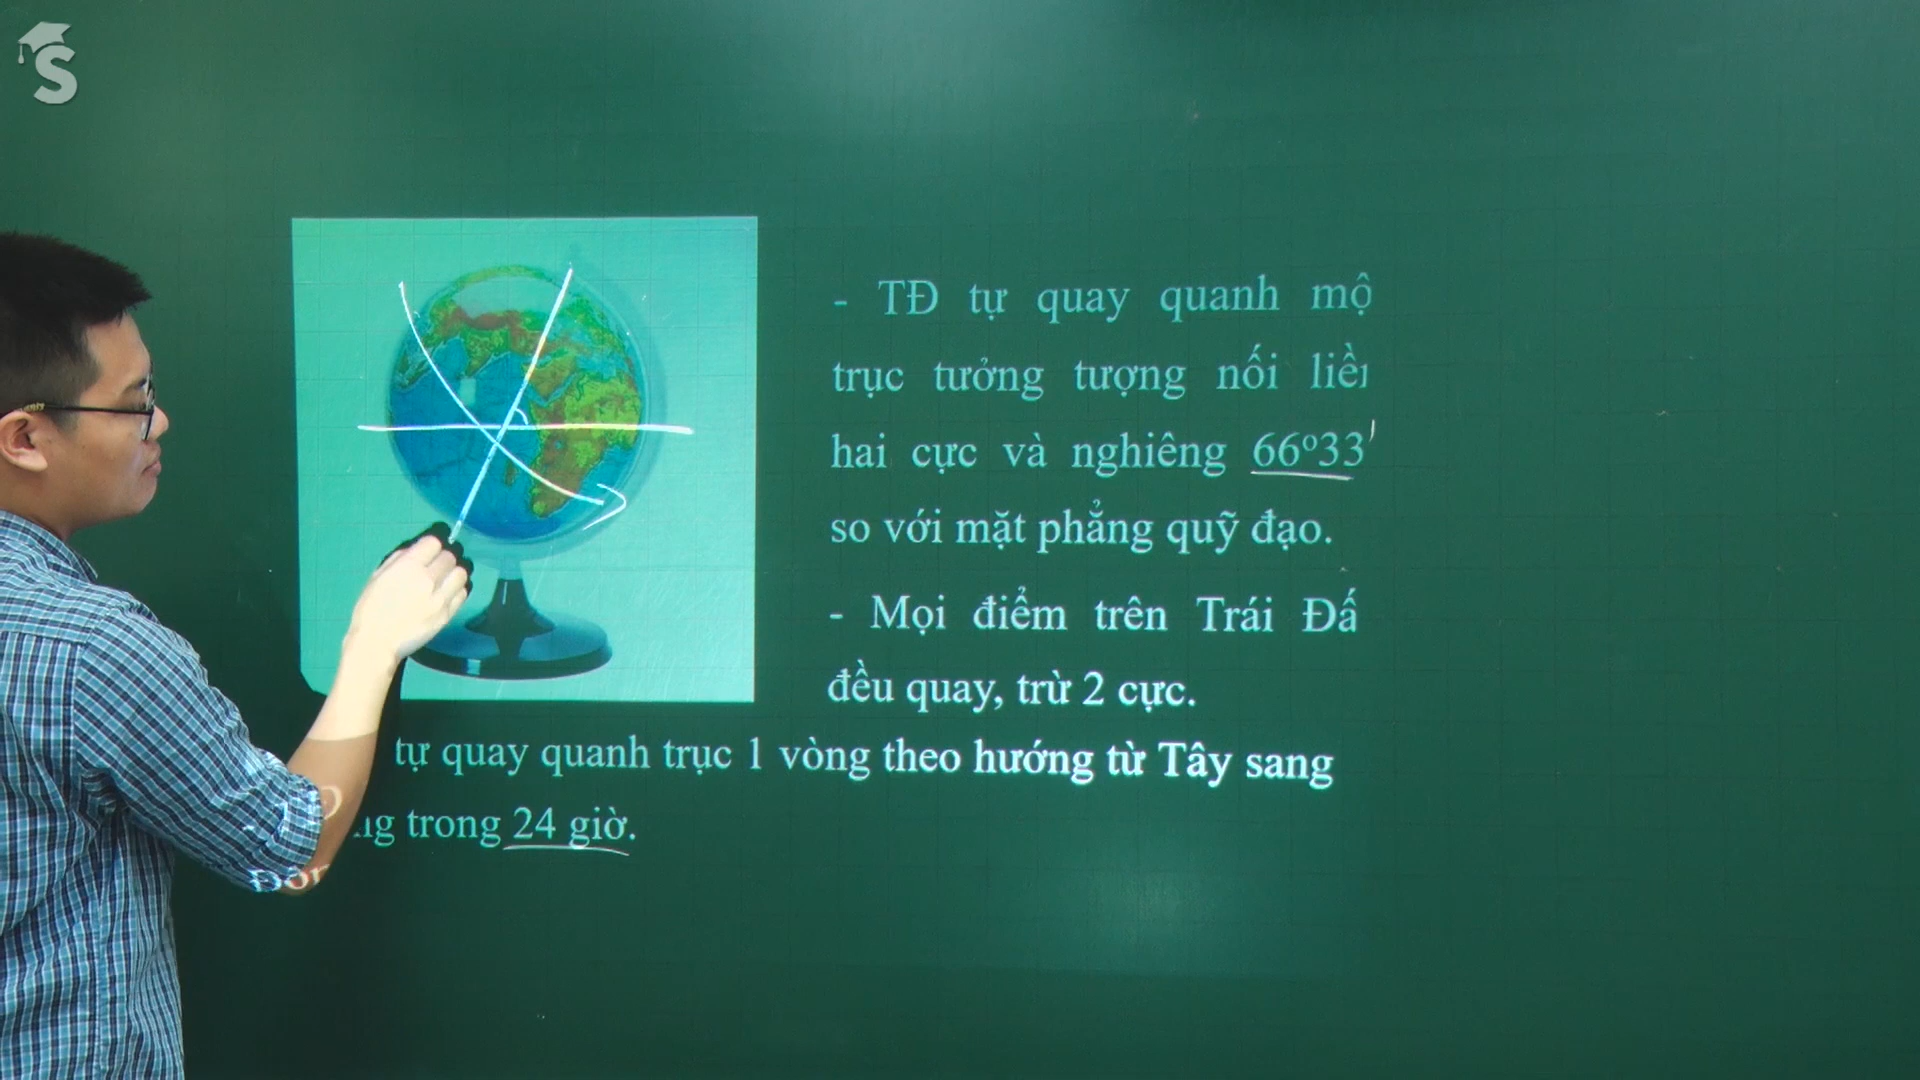 - TĐ tự quay quanh mộ
trục tưởng tượng nối liề
hai cực và nghiêng 66º33'
so với mặt phẳng quỹ đạo.
- Mọi điểm trên Trái Đấ
đều quay, trừ 2 cực.
tự quay quanh trục 1 vòng theo hướng từ Tây sang
ng trong 24 giờ.